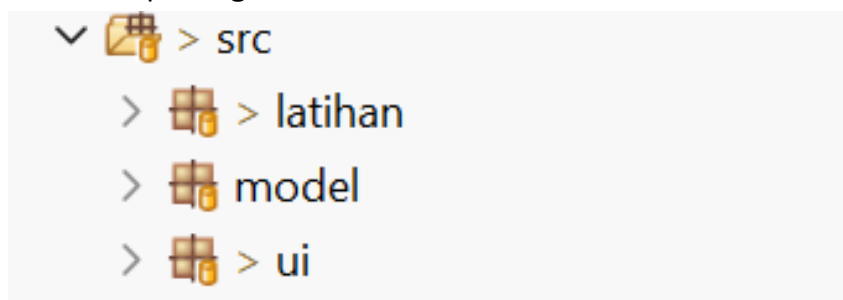 > src
> latihan
model
> ui